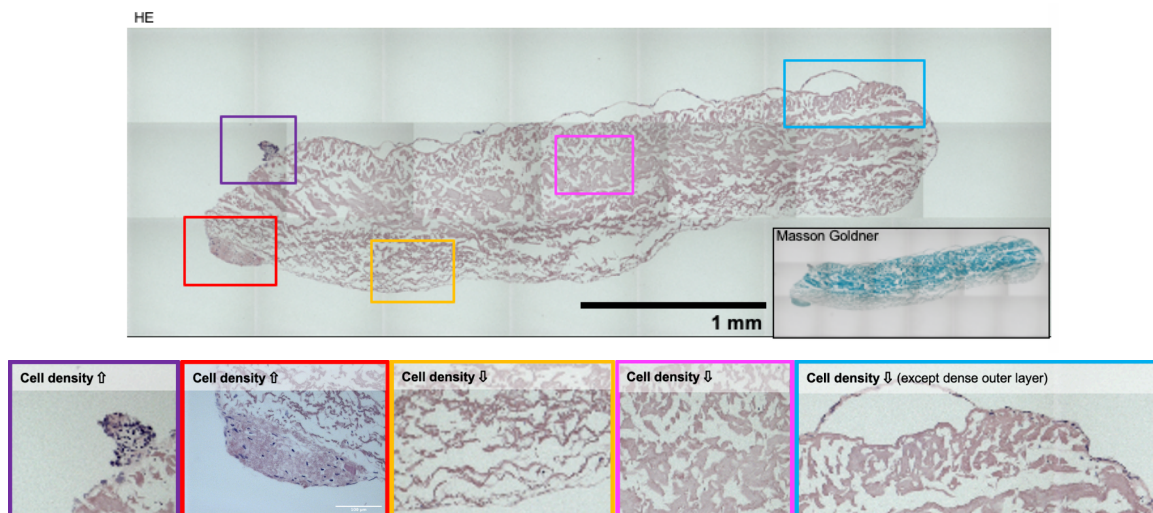 HE
Masson Goldner
1 mm
Cell density ⇧
Cell density ⇧
Cell density ⇩
Cell density ⇩
Cell density ⇩ (except dense outer layer)